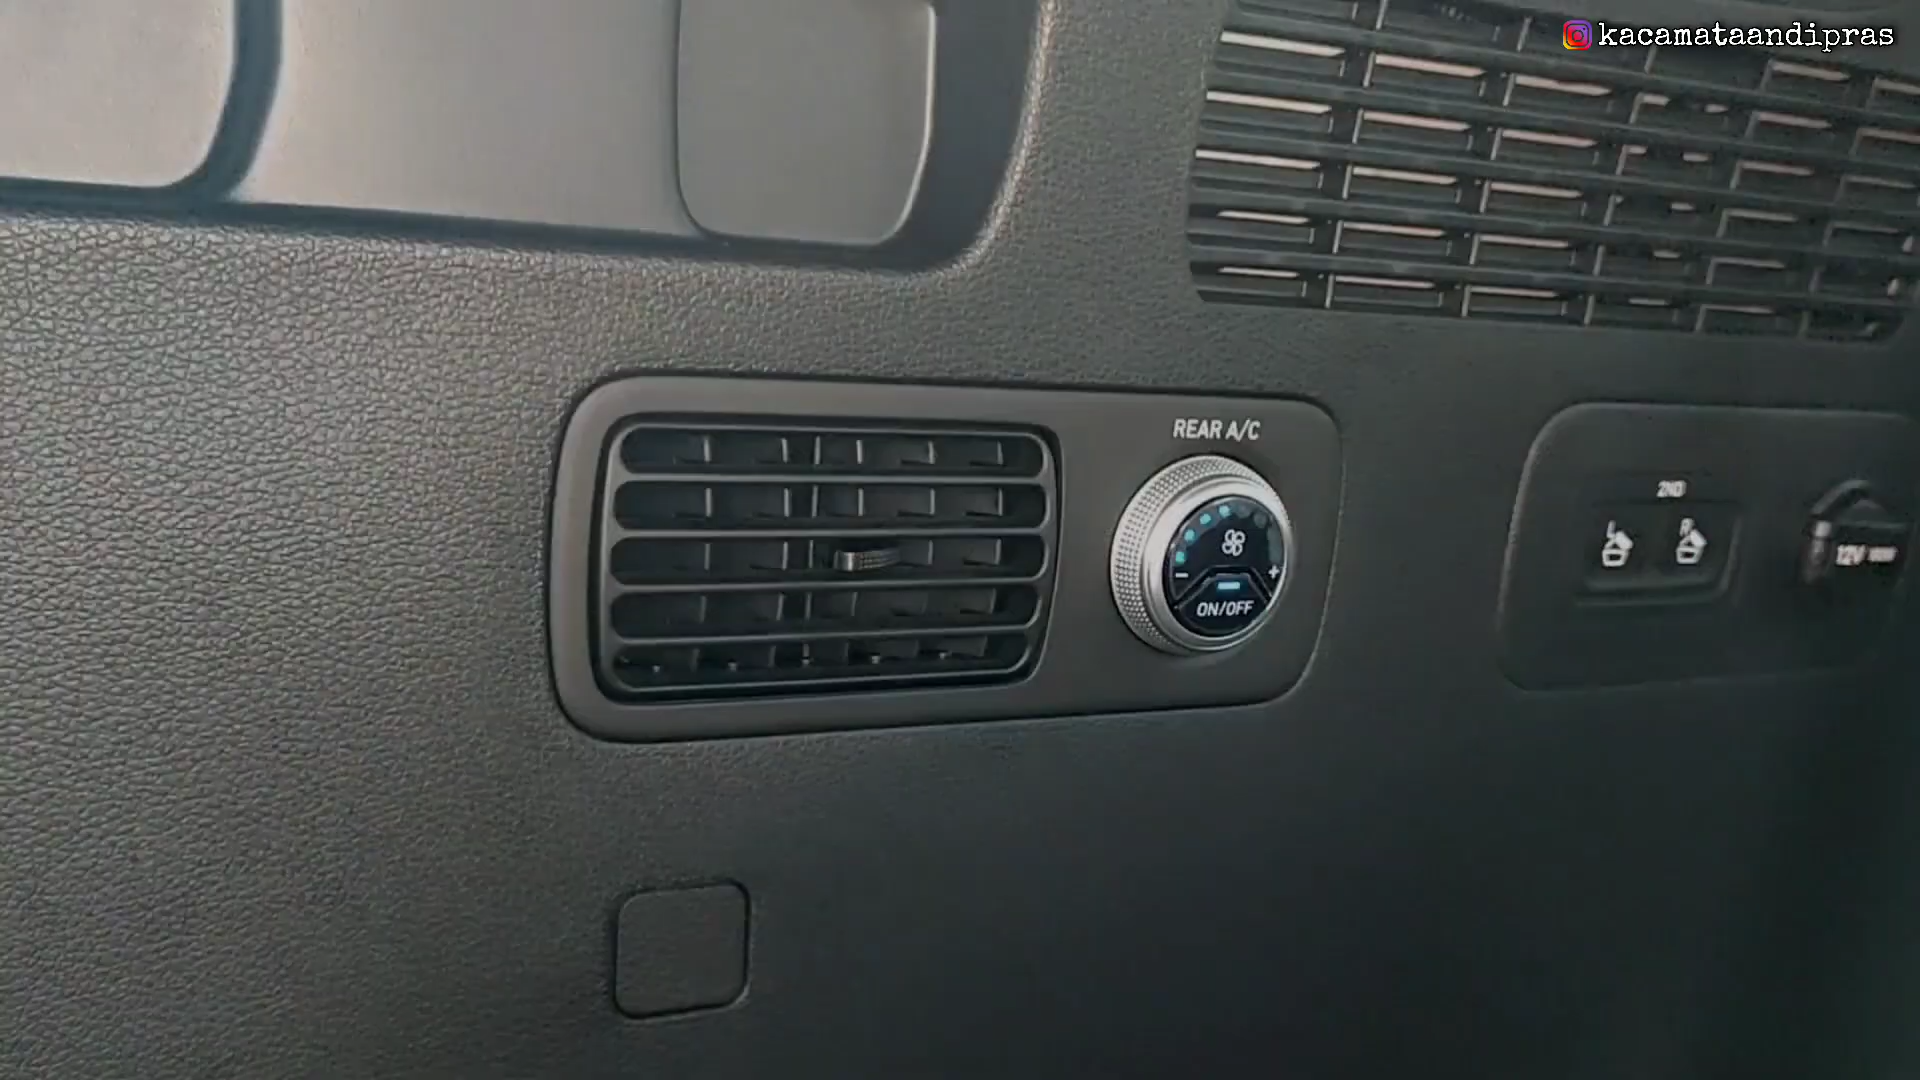 kacamataandipras
REAR A/C
- +
ON/OFF
2ND
L R
12V